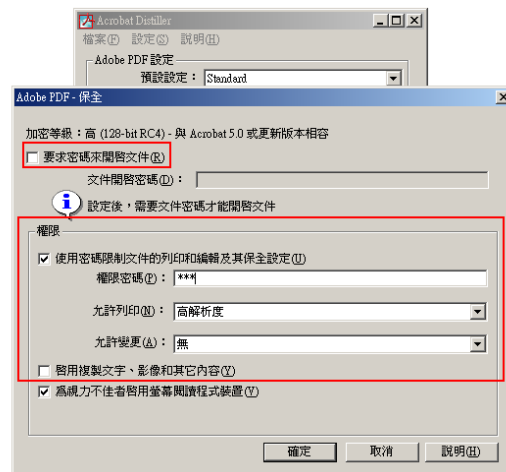 Acrobat Distiller
檔案(F) 設定(S) 說明(H)
Adobe PDF 設定
預設設定： Standard
Adobe PDF - 保全
加密等級：高 (128-bit RC4) - 與 Acrobat 5.0 或更新版本相容
要求密碼來開啓文件(R)
文件開啓密碼(D)：
設定後，需要文件密碼才能開啓文件
權限
使用密碼限制文件的列印和編輯及其保全設定(U)
權限密碼(P)： ***
允許列印(N)： 高解析度
允許變更(A)： 無
啓用複製文字、影像和其它內容(Y)
爲視力不佳者啓用螢幕閱讀程式裝置(V)
確定 取消 說明(H)